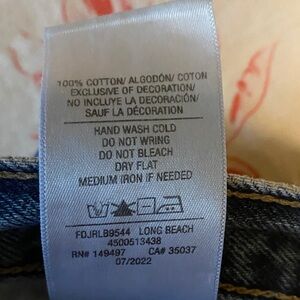 100% COTTON/ ALGODÓN/ COTON
EXCLUSIVE OF DECORATION/
NO INCLUYE LA DECORACIÓN/
SAUF LA DÉCORATION
HAND WASH COLD
DO NOT WRING
DO NOT BLEACH
DRY FLAT
MEDIUM IRON IF NEEDED
FDJRLB9544 LONG BEACH
4500513438
RN# 149497 CA# 35037
07/2022